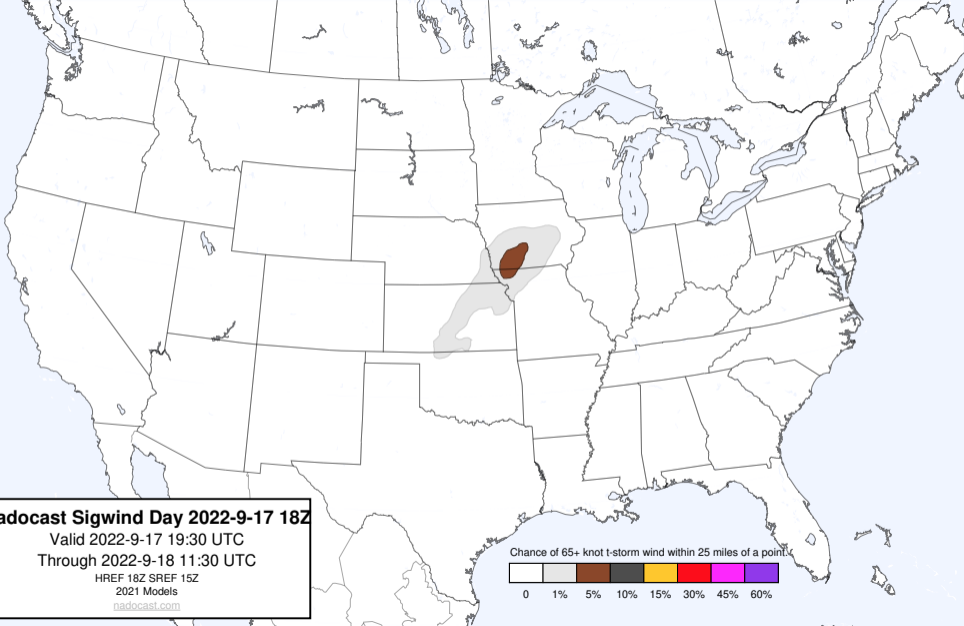 adocast Sigwind Day 2022-9-17 18Z
Valid 2022-9-17 19:30 UTC
Through 2022-9-18 11:30 UTC
HREF 18Z SREF 15Z
2021 Models
nadocast.com
Chance of 65+ knot t-storm wind within 25 miles of a point.
0 1% 5% 10% 15% 30% 45% 60%